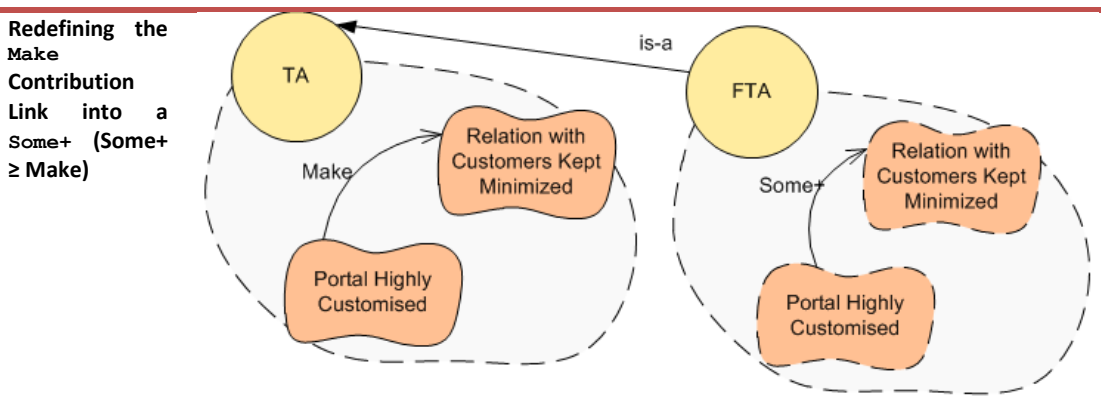 Redefining the
Make
Contribution
Link into a
Some+ (Some+
≥ Make)
TA
is-a
FTA
Make
Relation with
Customers Kept
Minimized
Portal Highly
Customised
Some+
Relation with
Customers Kept
Minimized
Portal Highly
Customised